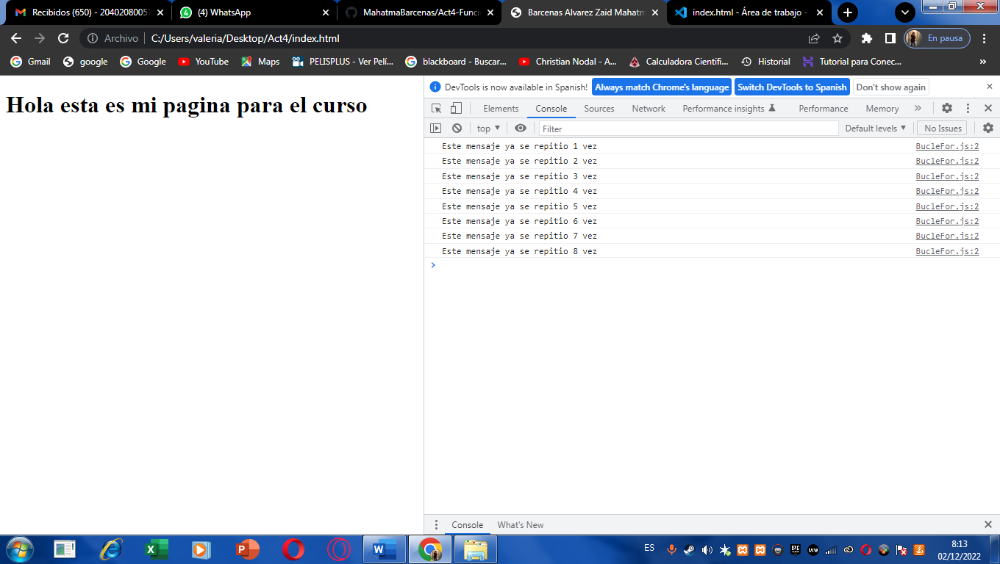 Recibidos (650) - 20402080057
(4) WhatsApp
MahatmaBarcenas/Act4-Funci
Barcenas Alvarez Zaid Mahatm
index.html - Área de trabajo -
Archivo
C:/Users/valeria/Desktop/Act4/index.html
En pausa
Gmail
google
Google
YouTube
Maps
PELISPLUS - Ver Pelí...
blackboard - Buscar...
Christian Nodal - A...
Calculadora Científi...
Historial
Tutorial para Conec...
Hola esta es mi pagina para el curso
DevTools is now available in Spanish!
Always match Chrome's language
Switch DevTools to Spanish
Don't show again
Elements
Console
Sources
Network
Performance insights
Performance
Memory
top
Filter
Default levels
No Issues
Este mensaje ya se repitio 1 vez BucleFor.js:2
Este mensaje ya se repitio 2 vez BucleFor.js:2
Este mensaje ya se repitio 3 vez BucleFor.js:2
Este mensaje ya se repitio 4 vez BucleFor.js:2
Este mensaje ya se repitio 5 vez BucleFor.js:2
Este mensaje ya se repitio 6 vez BucleFor.js:2
Este mensaje ya se repitio 7 vez BucleFor.js:2
Este mensaje ya se repitio 8 vez BucleFor.js:2
Console
What's New
ES
8:13
02/12/2022